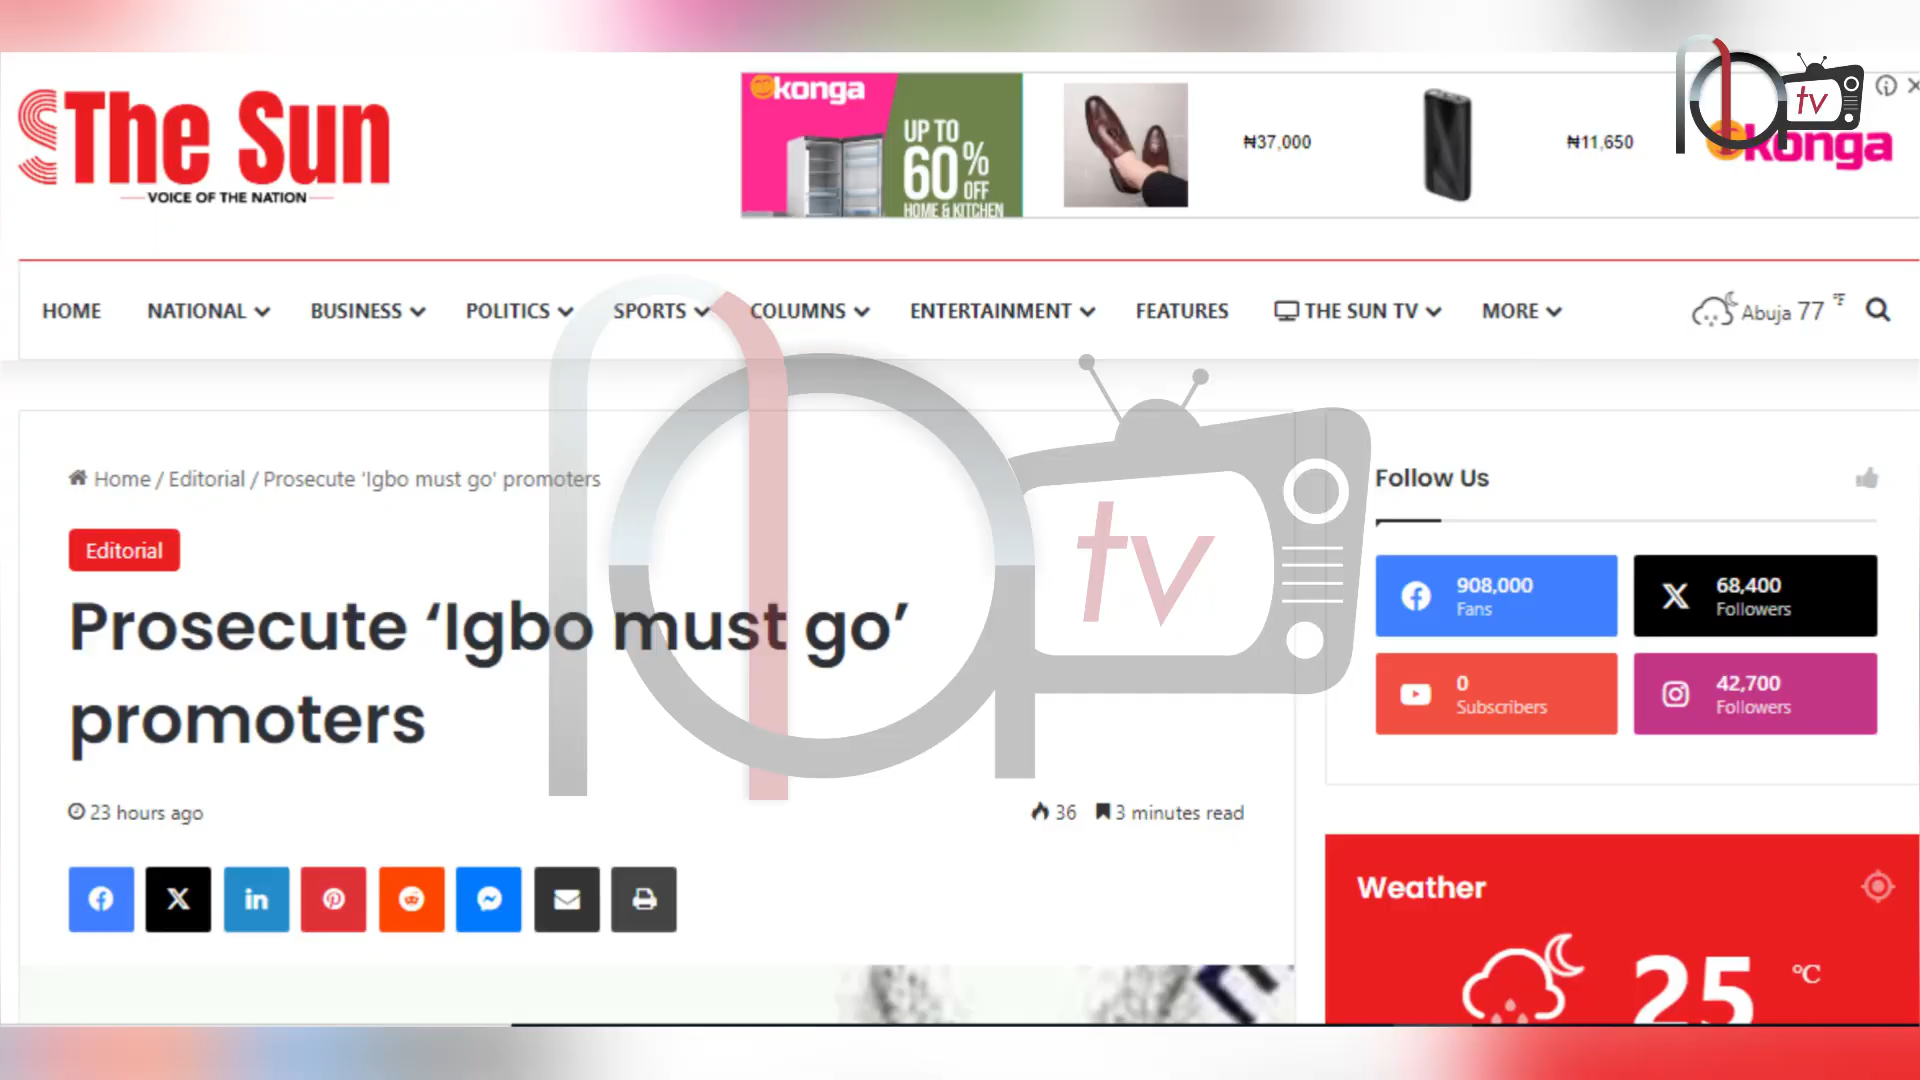 The Sun
VOICE OF THE NATION
konga
UP TO
60% OFF
HOME & KITCHEN
₦37,000
₦11,650
konga
tv
HOME NATIONAL BUSINESS POLITICS SPORTS COLUMNS ENTERTAINMENT FEATURES THE SUN TV MORE Abuja 77 °F
Home / Editorial / Prosecute ‘Igbo must go’ promoters
Editorial
Prosecute ‘Igbo must go’
promoters
23 hours ago 36 3 minutes read
in
tv
Follow Us
908,000
Fans
68,400
Followers
0
Subscribers
42,700
Followers
Weather
25 °C